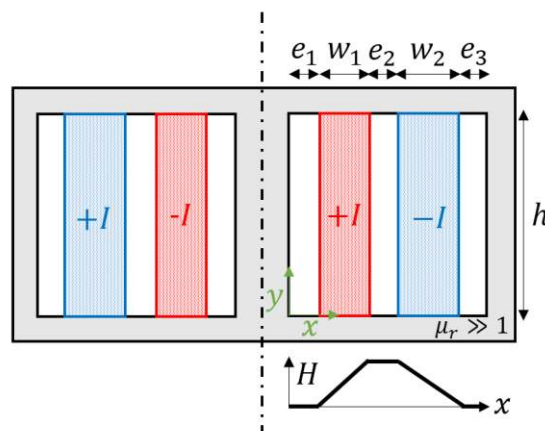 e₁ w₁ e₂ w₂ e₃
+I -I +I −I h
y
x μᵣ ≫ 1
H
x